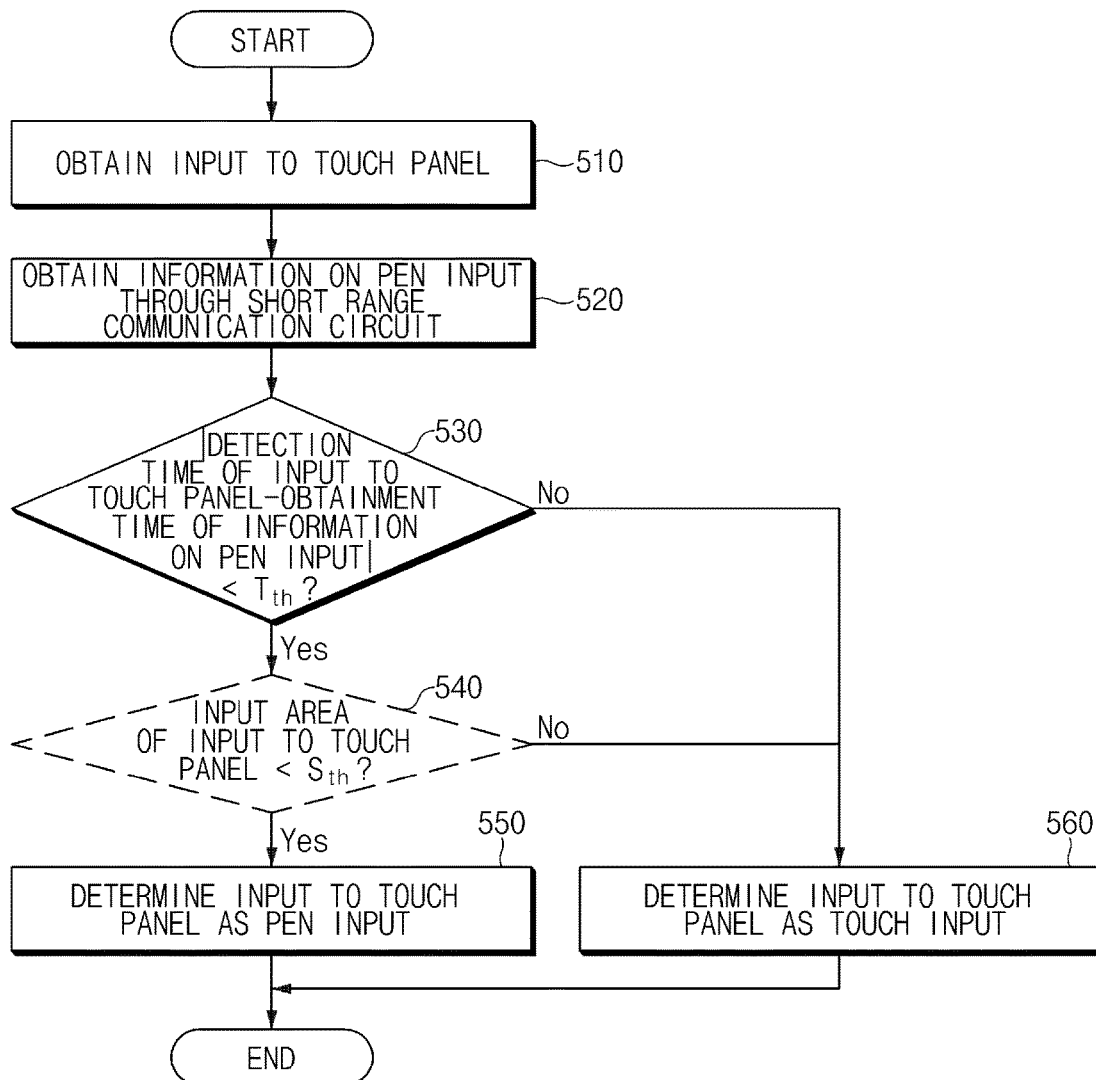 START
OBTAIN INPUT TO TOUCH PANEL
510
OBTAIN INFORMATION ON PEN INPUT
THROUGH SHORT RANGE
COMMUNICATION CIRCUIT
520
530
|DETECTION
TIME OF INPUT TO
TOUCH PANEL-OBTAINMENT
TIME OF INFORMATION
ON PEN INPUT|
< Tth ?
No
Yes
540
INPUT AREA
OF INPUT TO TOUCH
PANEL < Sth ?
No
Yes
550
DETERMINE INPUT TO TOUCH
PANEL AS PEN INPUT
560
DETERMINE INPUT TO TOUCH
PANEL AS TOUCH INPUT
END